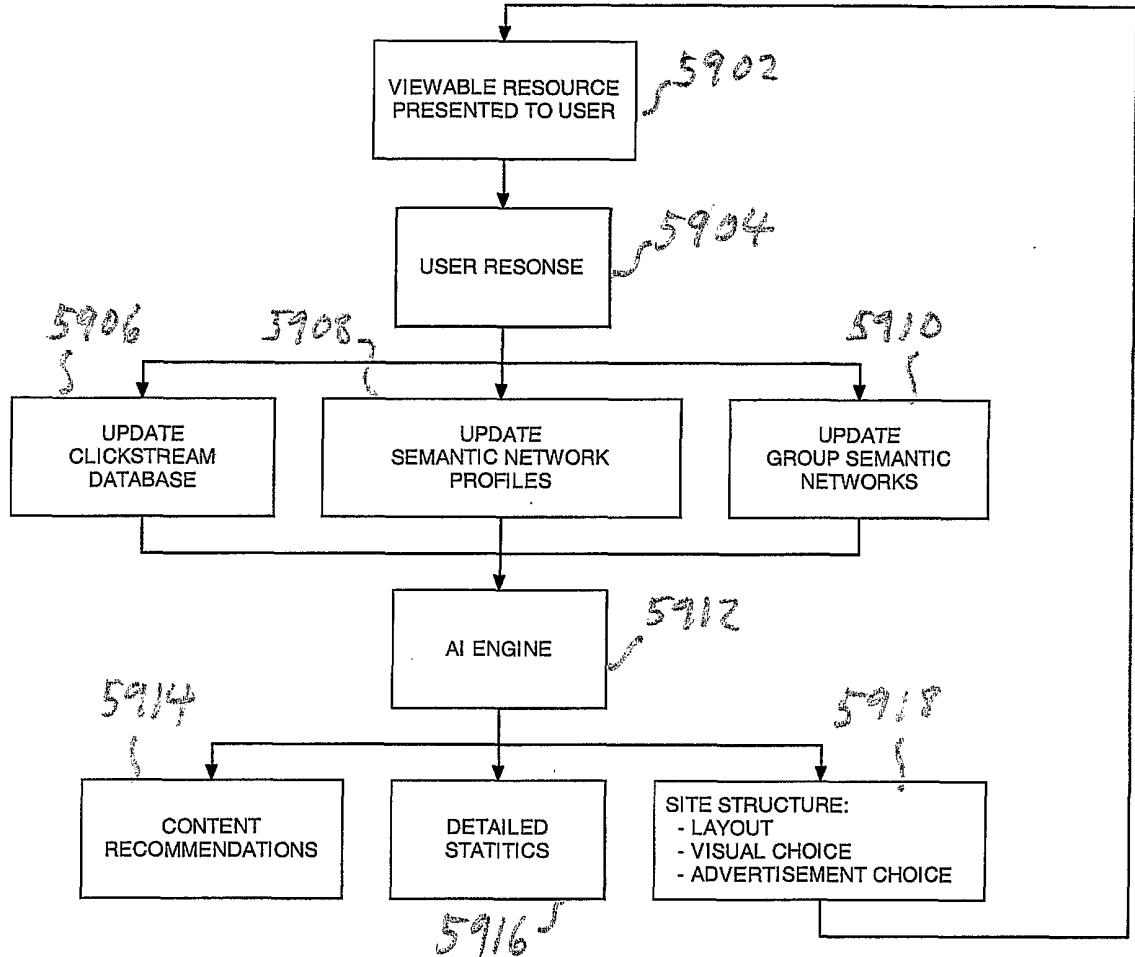 VIEWABLE RESOURCE
PRESENTED TO USER
5902
USER RESONSE
5904
5906
5908
5910
UPDATE
CLICKSTREAM
DATABASE
UPDATE
SEMANTIC NETWORK
PROFILES
UPDATE
GROUP SEMANTIC
NETWORKS
AI ENGINE
5912
5914
5918
CONTENT
RECOMMENDATIONS
DETAILED
STATITICS
SITE STRUCTURE:
- LAYOUT
- VISUAL CHOICE
- ADVERTISEMENT CHOICE
5916